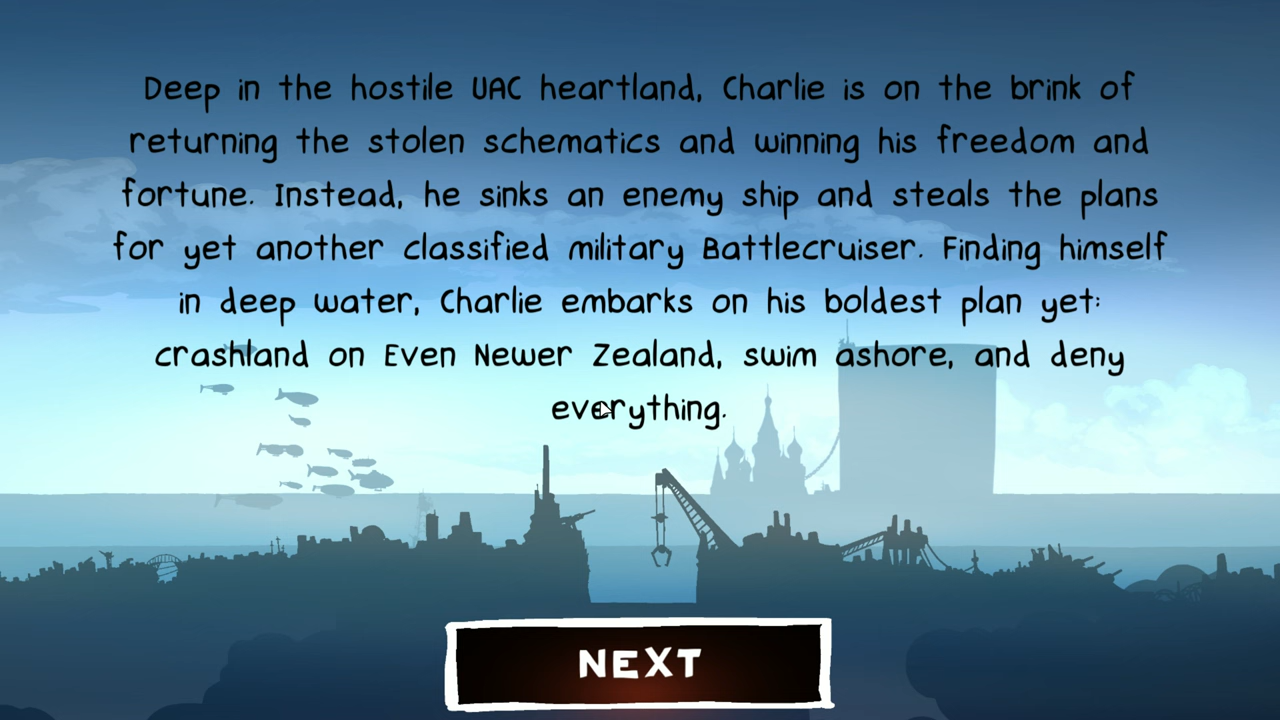 Deep in the hostile UAC heartland, Charlie is on the brink of
returning the stolen schematics and winning his freedom and
fortune. Instead, he sinks an enemy ship and steals the plans
for yet another classified military Battlecruiser. Finding himself
in deep water, Charlie embarks on his boldest plan yet:
crashland on Even Newer Zealand, swim ashore, and deny
everything.
NEXT